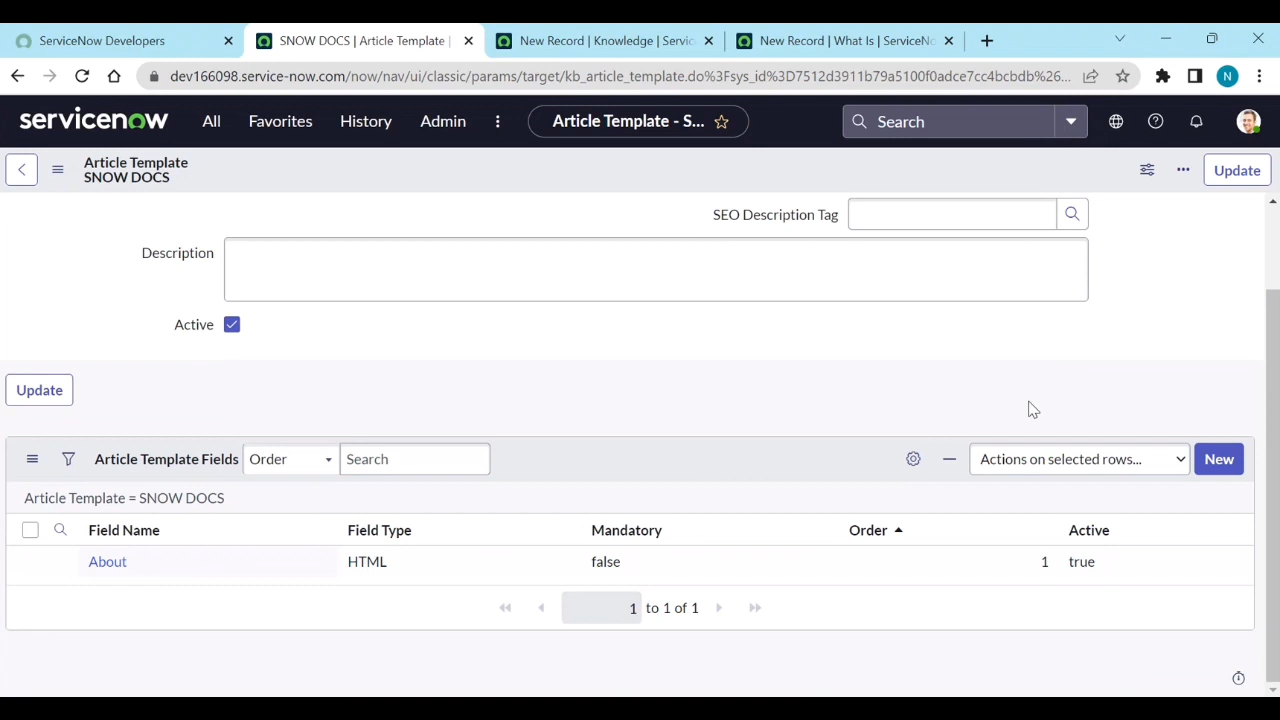 ServiceNow Developers
SNOW DOCS | Article Template |
New Record | Knowledge | Servic
New Record | What Is | ServiceNo
dev166098.service-now.com/now/nav/ui/classic/params/target/kb_article_template.do%3Fsys_id%3D7512d3911b79a5100f0adce7cc4bcbdb%26...
N
servicenow
All
Favorites
History
Admin
Article Template - S...
Search
Article Template
SNOW DOCS
Update
SEO Description Tag
Description
Active
Update
Article Template Fields
Order
Search
Actions on selected rows...
New
Article Template = SNOW DOCS
Field Name Field Type Mandatory Order Active
About HTML false 1 true
1 to 1 of 1